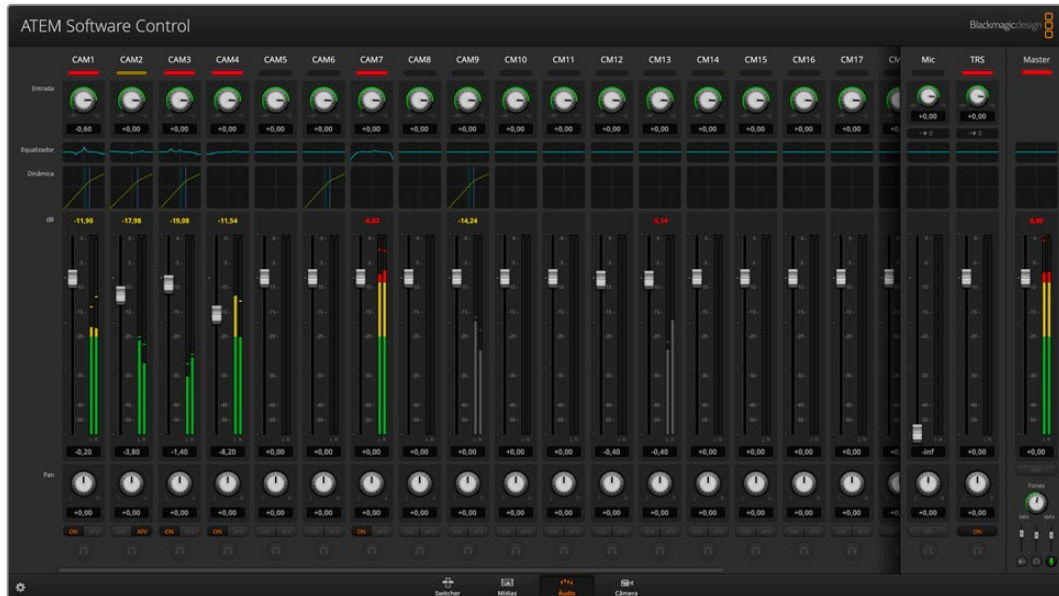 ATEM Software Control
Blackmagicdesign
CAM1 CAM2 CAM3 CAM4 CAM5 CAM6 CAM7 CAM8 CAM9 CM10 CM11 CM12 CM13 CM14 CM15 CM16 CM17 CM Mic TRS Master
Entrada
-0,60 +0,00 +0,00 +0,00 +0,00 +0,00 +0,00 +0,00 +0,00 +0,00 +0,00 +0,00 +0,00 +0,00 +0,00 +0,00 +0,00 +0,00 +0,00
Equalizador
Dinâmica
dB -11,90 -17,98 -19,08 -11,54 -0,02 -14,24 -5,14 0,00
-0,20 -3,80 -1,40 -8,20 +0,00 +0,00 +0,00 +0,00 +0,00 +0,00 +0,00 -0,40 -0,40 +0,00 +0,00 +0,00 +0,00 -inf +0,00 +0,00
Pan
+0,00 +0,00 +0,00 +0,00 +0,00 +0,00 +0,00 +0,00 +0,00 +0,00 +0,00 +0,00 +0,00 +0,00 +0,00 +0,00 +0,00 +0,00 +0,00
Fones
MIN MAX
ON AFV ON ON ON ON
Switcher Mídias Áudio Câmera